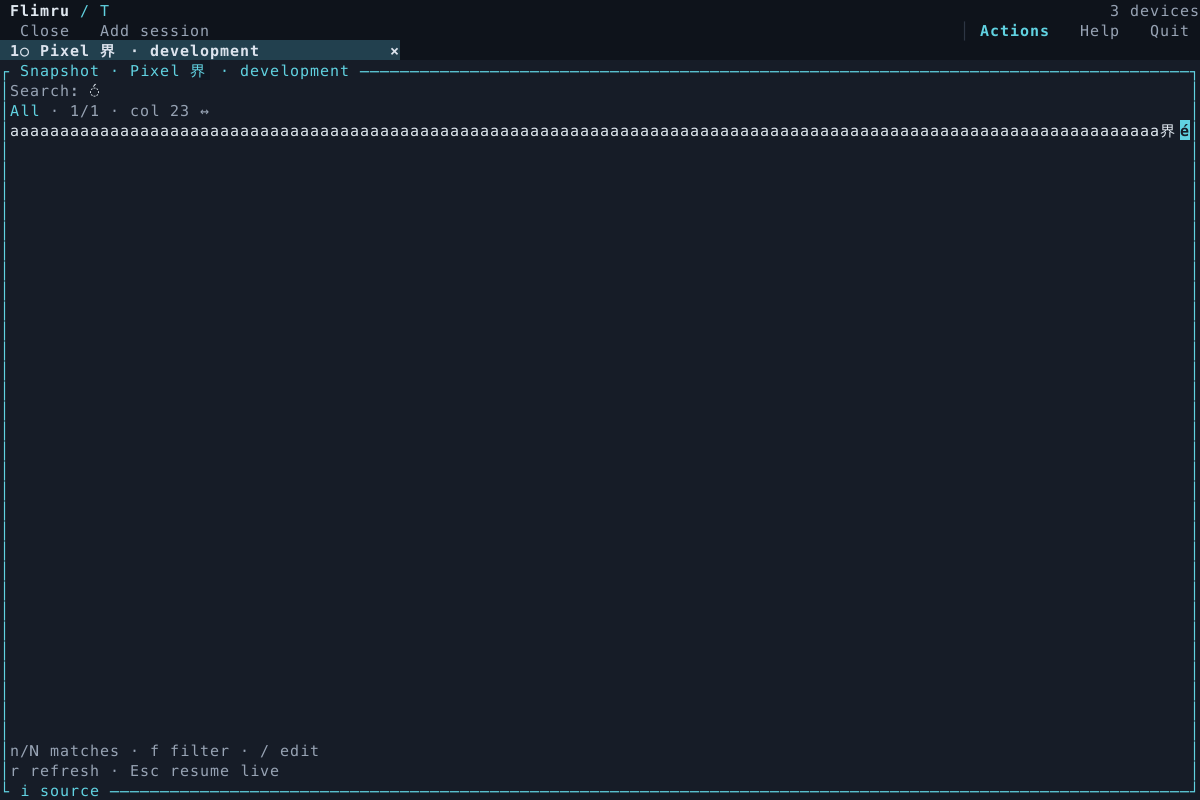 Flimru / T 3 devices
Close Add session Actions Help Quit
1○ Pixel 界 · development ×
Snapshot · Pixel 界 · development
Search: ◌́
All · 1/1 · col 23 ↔
aaaaaaaaaaaaaaaaaaaaaaaaaaaaaaaaaaaaaaaaaaaaaaaaaaaaaaaaaaaaaaaaaaaaaaaaaaaaaaaaaaaaaaaaaaaaaaaaaaaaaaaaaaaaaaaaaaa界é
n/N matches · f filter · / edit
r refresh · Esc resume live
i source